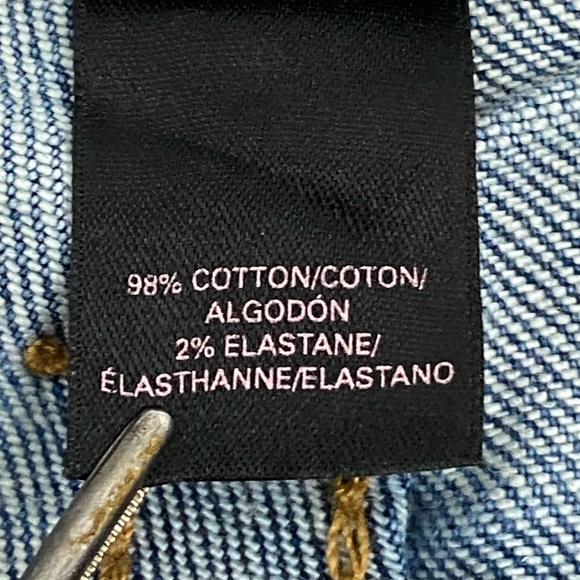 98% COTTON/COTON/
ALGODÓN
2% ELASTANE/
ÉLASTHANNE/ELASTANO